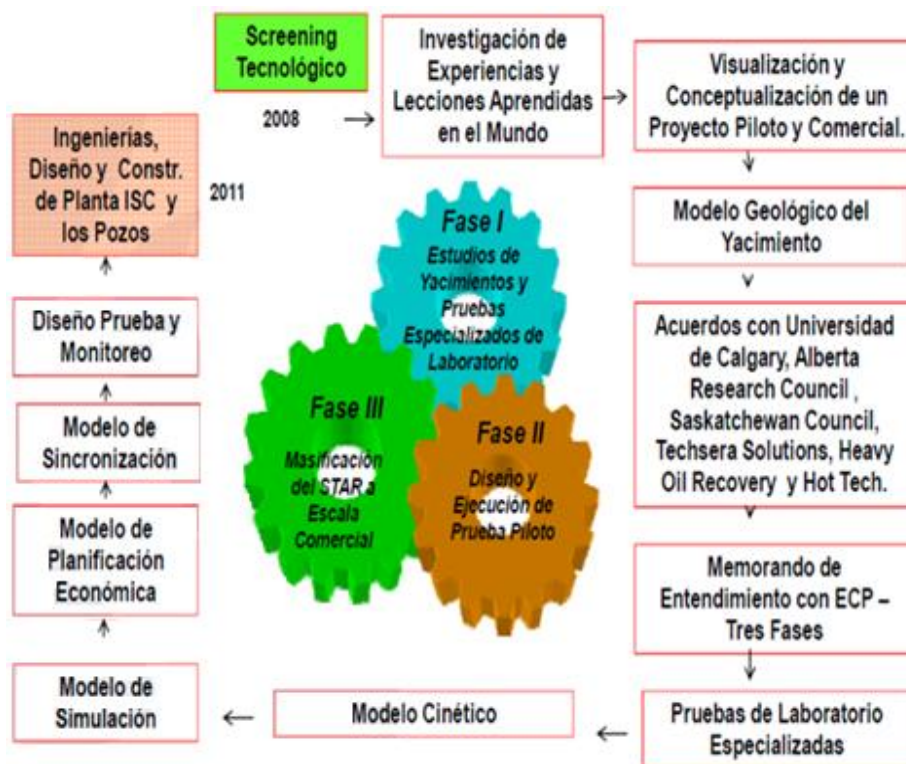 Screening
Tecnológico
2008
Investigación de
Experiencias y
Lecciones Aprendidas
en el Mundo
Visualización y
Conceptualización de un
Proyecto Piloto y Comercial.
Modelo Geológico del
Yacimiento
Acuerdos con Universidad
de Calgary, Alberta
Research Council ,
Saskatchewan Council,
Techsera Solutions, Heavy
Oil Recovery y Hot Tech.
Memorando de
Entendimiento con ECP –
Tres Fases
Pruebas de Laboratorio
Especializadas
Modelo Cinético
Modelo de
Simulación
Modelo de
Planificación
Económica
Modelo de
Sincronización
Diseño Prueba y
Monitoreo
Ingenierías,
Diseño y Constr.
de Planta ISC y
los Pozos
2011
Fase I
Estudios de
Yacimientos y
Pruebas
Especializados de
Laboratorio
Fase II
Diseño y
Ejecución de
Prueba Piloto
Fase III
Masificación
del STAR a
Escala
Comercial